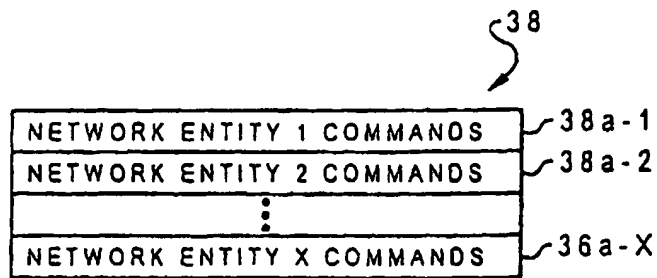 38
NETWORK ENTITY 1 COMMANDS 38a-1
NETWORK ENTITY 2 COMMANDS 38a-2
NETWORK ENTITY X COMMANDS 36a-X